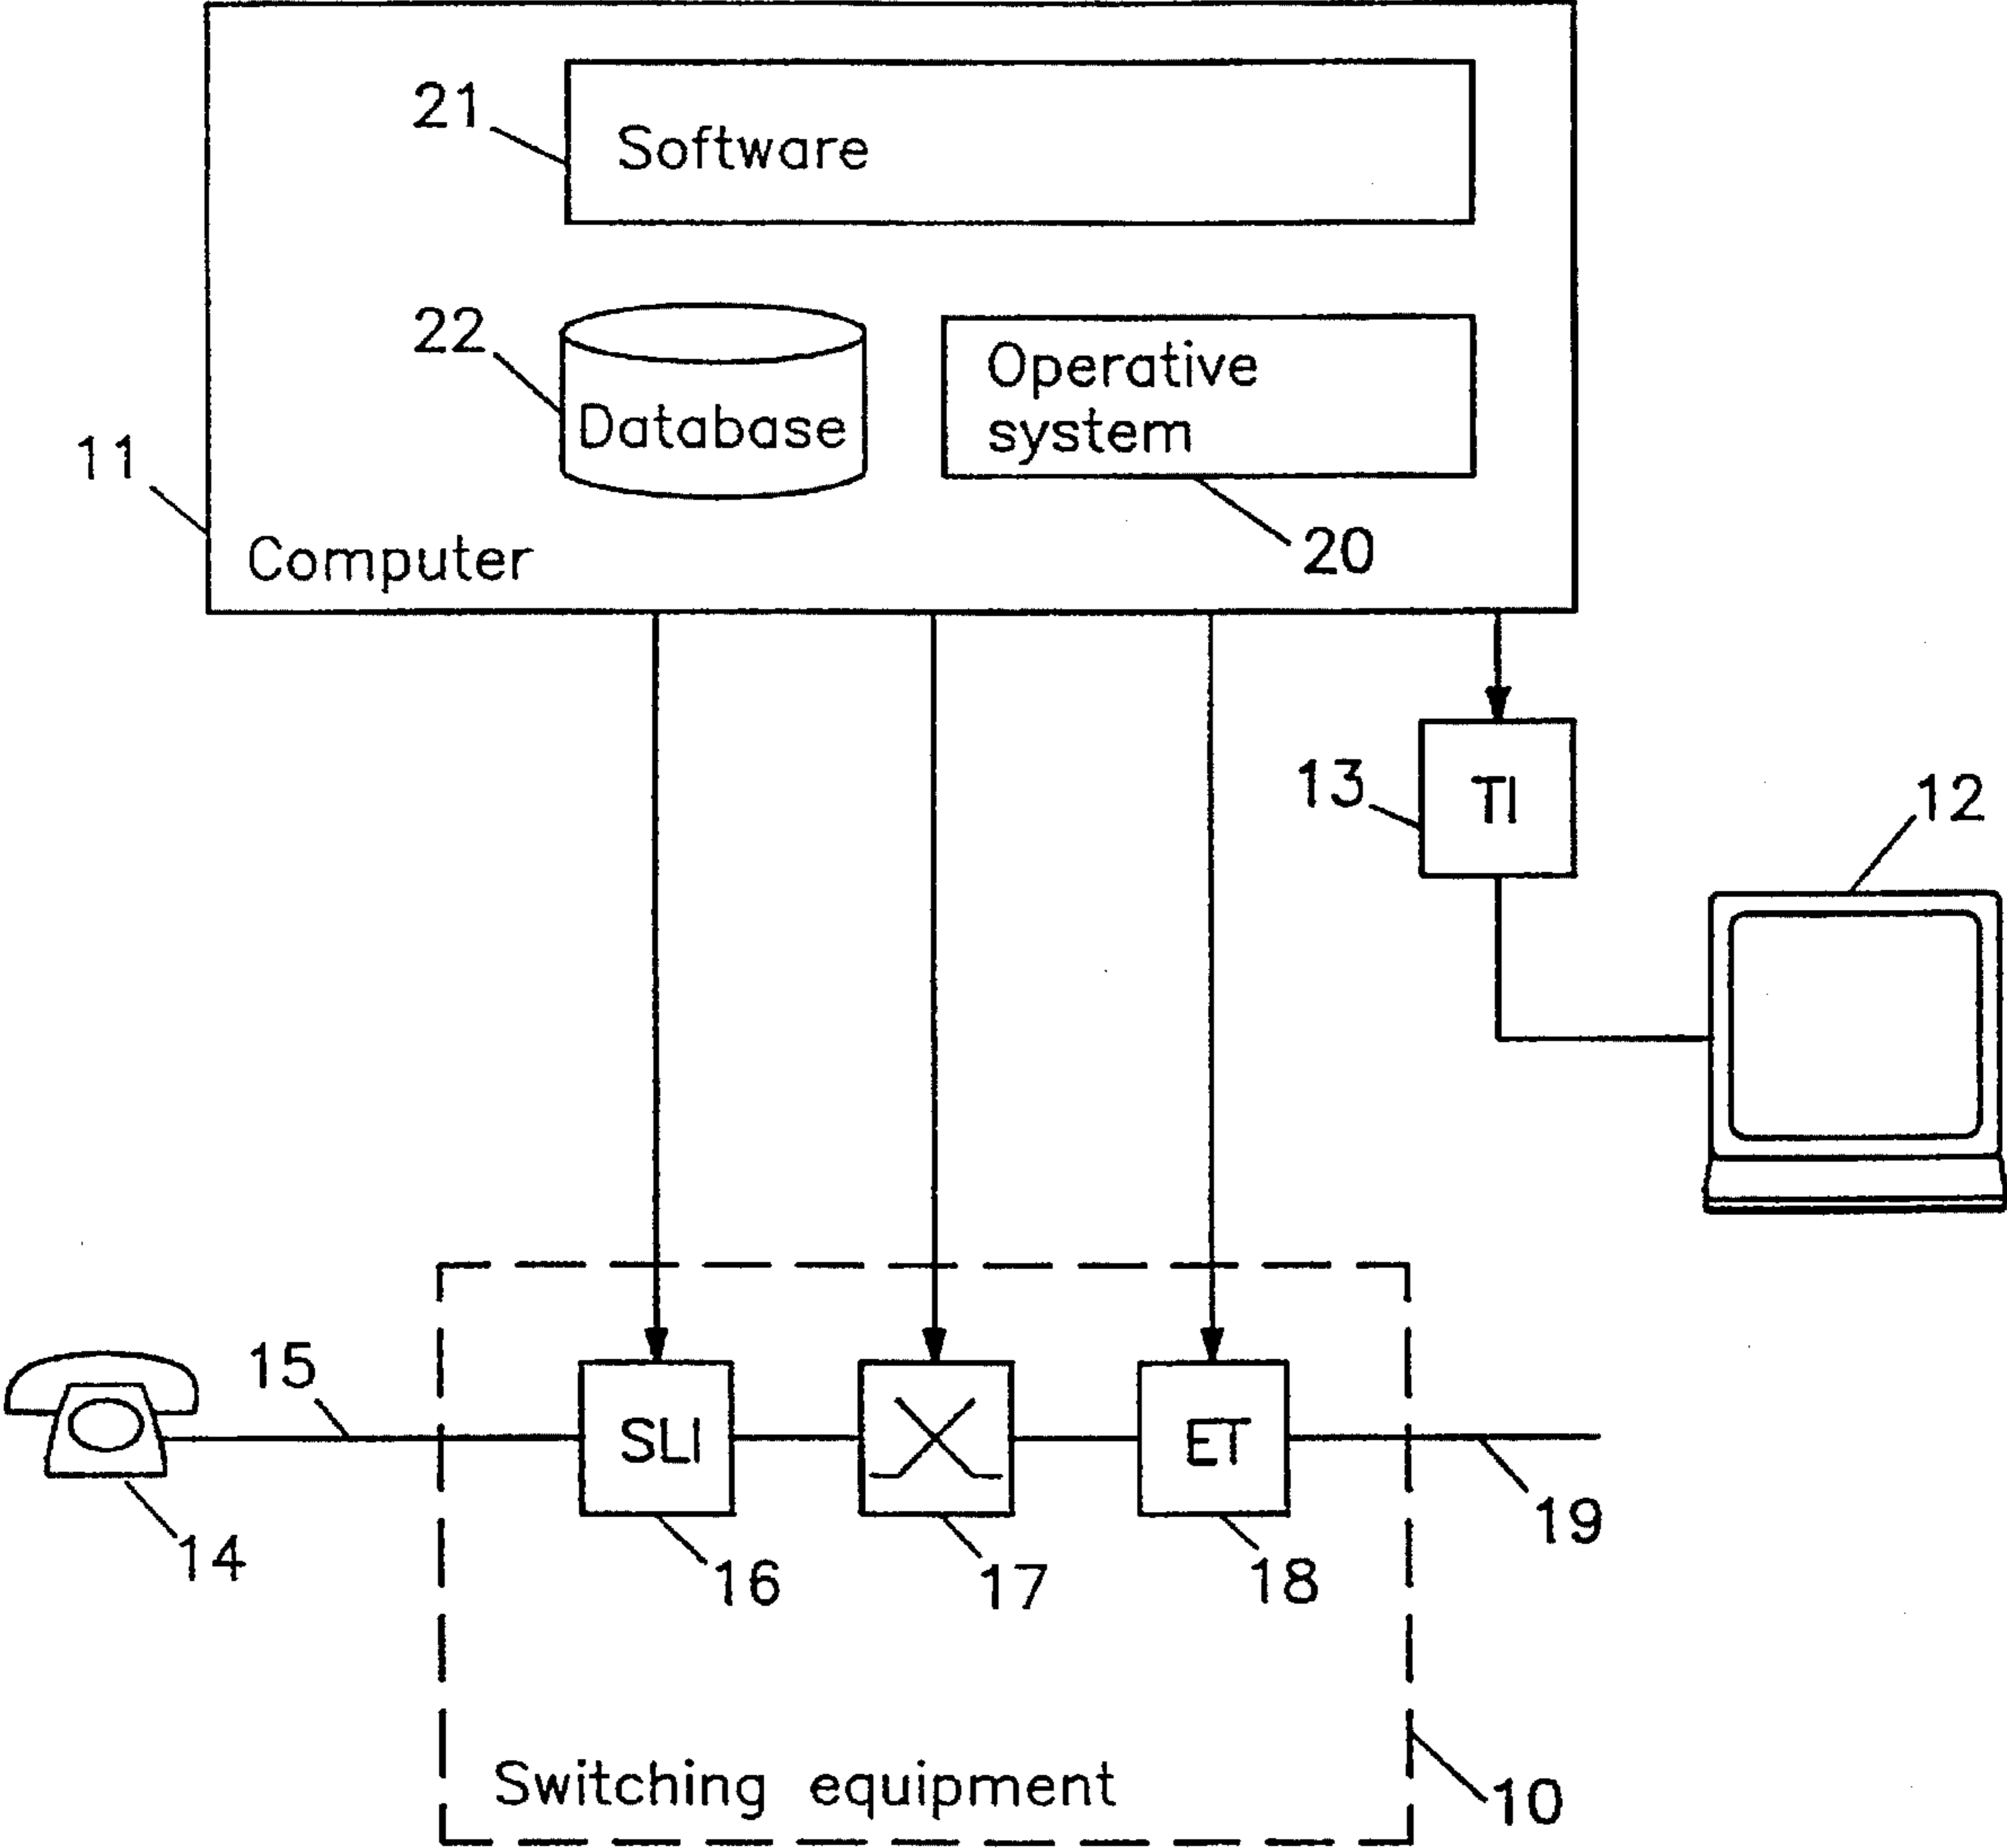 21
Software
22
Database
Operative
system
11
Computer
20
13
TI
12
15
SLI
ET
14
16
17
18
19
Switching equipment
10